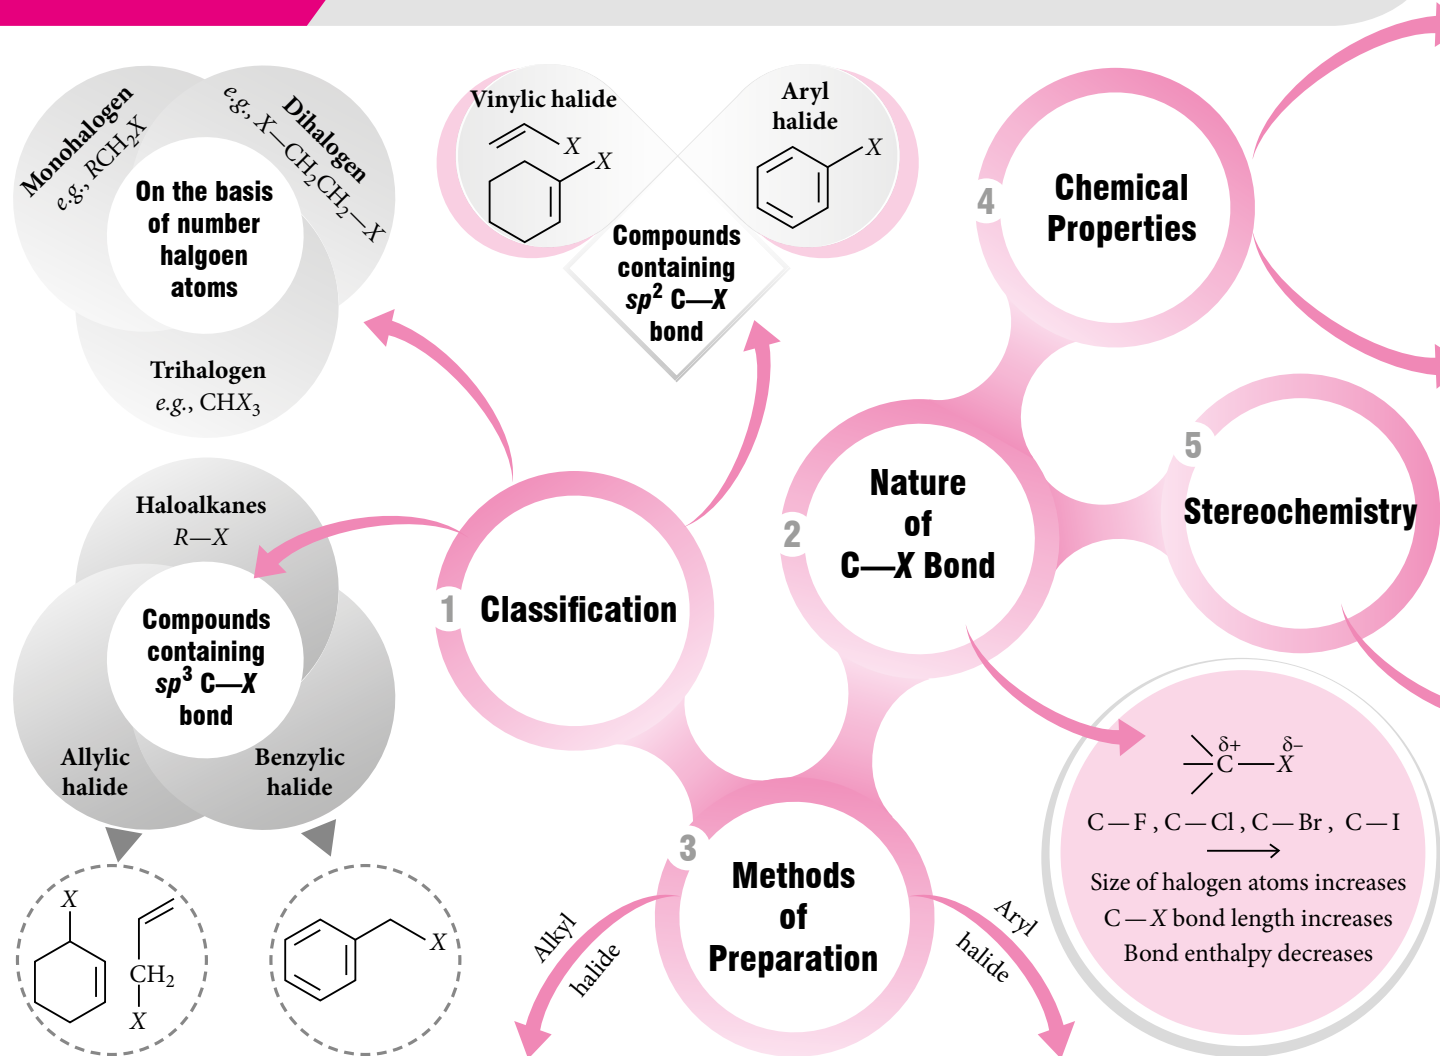 Monohalogen
e.g., RCH₂X
Dihalogen
e.g., X—CH₂CH₂—X
On the basis
of number
halgoen
atoms
Trihalogen
e.g., CHX₃
Vinylic halide
X
X
Aryl
halide
X
Compounds
containing
sp² C—X
bond
4
Chemical
Properties
5
Stereochemistry
2
Nature
of
C—X Bond
1
Classification
Haloalkanes
R—X
Compounds
containing
sp³ C—X
bond
Allylic
halide
Benzylic
halide
X
CH₂
X
X
3
Methods
of
Preparation
Alkyl
halide
Aryl
halide
δ+ δ–
C—X
C—F, C—Cl, C—Br, C—I
Size of halogen atoms increases
C—X bond length increases
Bond enthalpy decreases